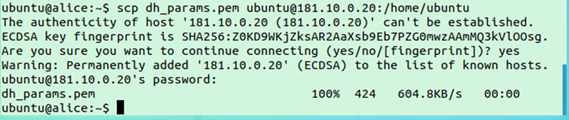 ubuntu@alice:~$ scp dh_params.pem ubuntu@181.10.0.20:/home/ubuntu
The authenticity of host '181.10.0.20 (181.10.0.20)' can't be established.
ECDSA key fingerprint is SHA256:Z0KD9WKjZksAR2AaXsb9Eb7PZG0mwzAAmMQ3kVlOOsg.
Are you sure you want to continue connecting (yes/no/[fingerprint])? yes
Warning: Permanently added '181.10.0.20' (ECDSA) to the list of known hosts.
ubuntu@181.10.0.20's password:
dh_params.pem 100% 424 604.8KB/s 00:00
ubuntu@alice:~$